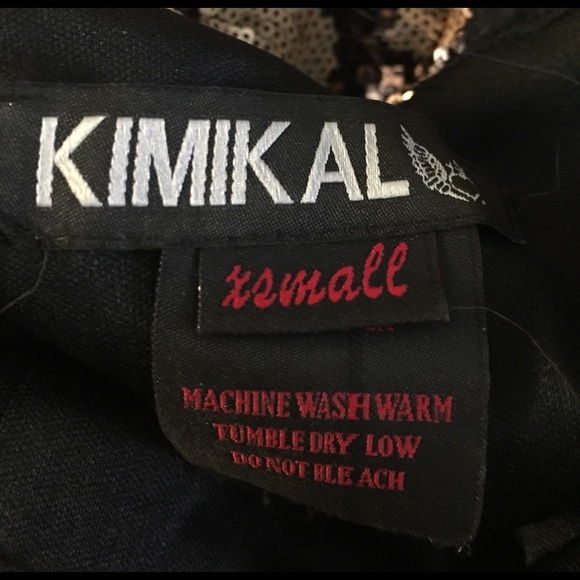 KIMIKAL
xsmall
MACHINE WASH WARM
TUMBLE DRY LOW
DO NOT BLEACH